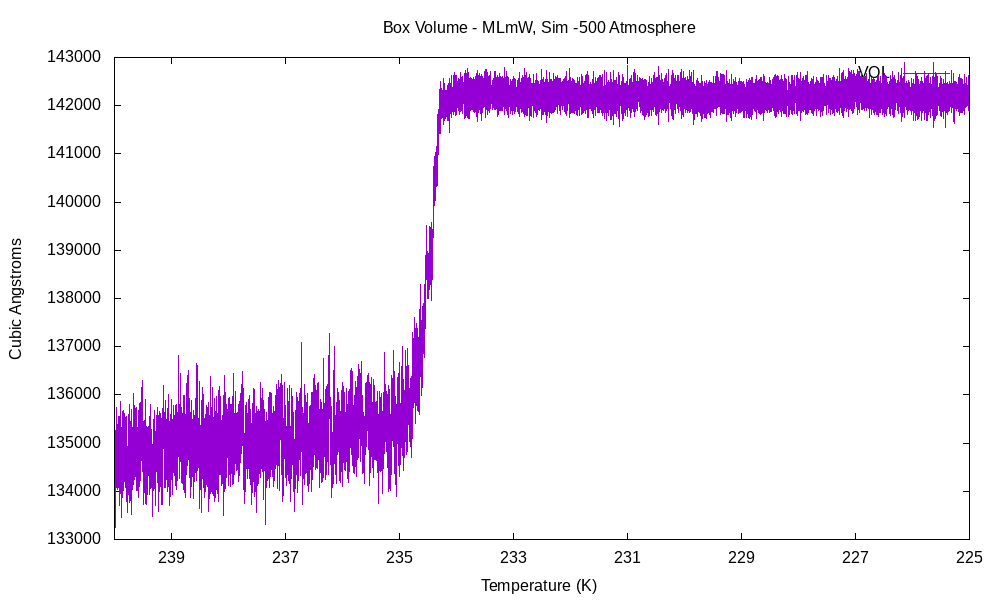 Box Volume - MLmW, Sim -500 Atmosphere
143000
VOL
142000
141000
140000
139000
138000
137000
136000
135000
134000
133000
Cubic Angstroms
239 237 235 233 231 229 227 225
Temperature (K)